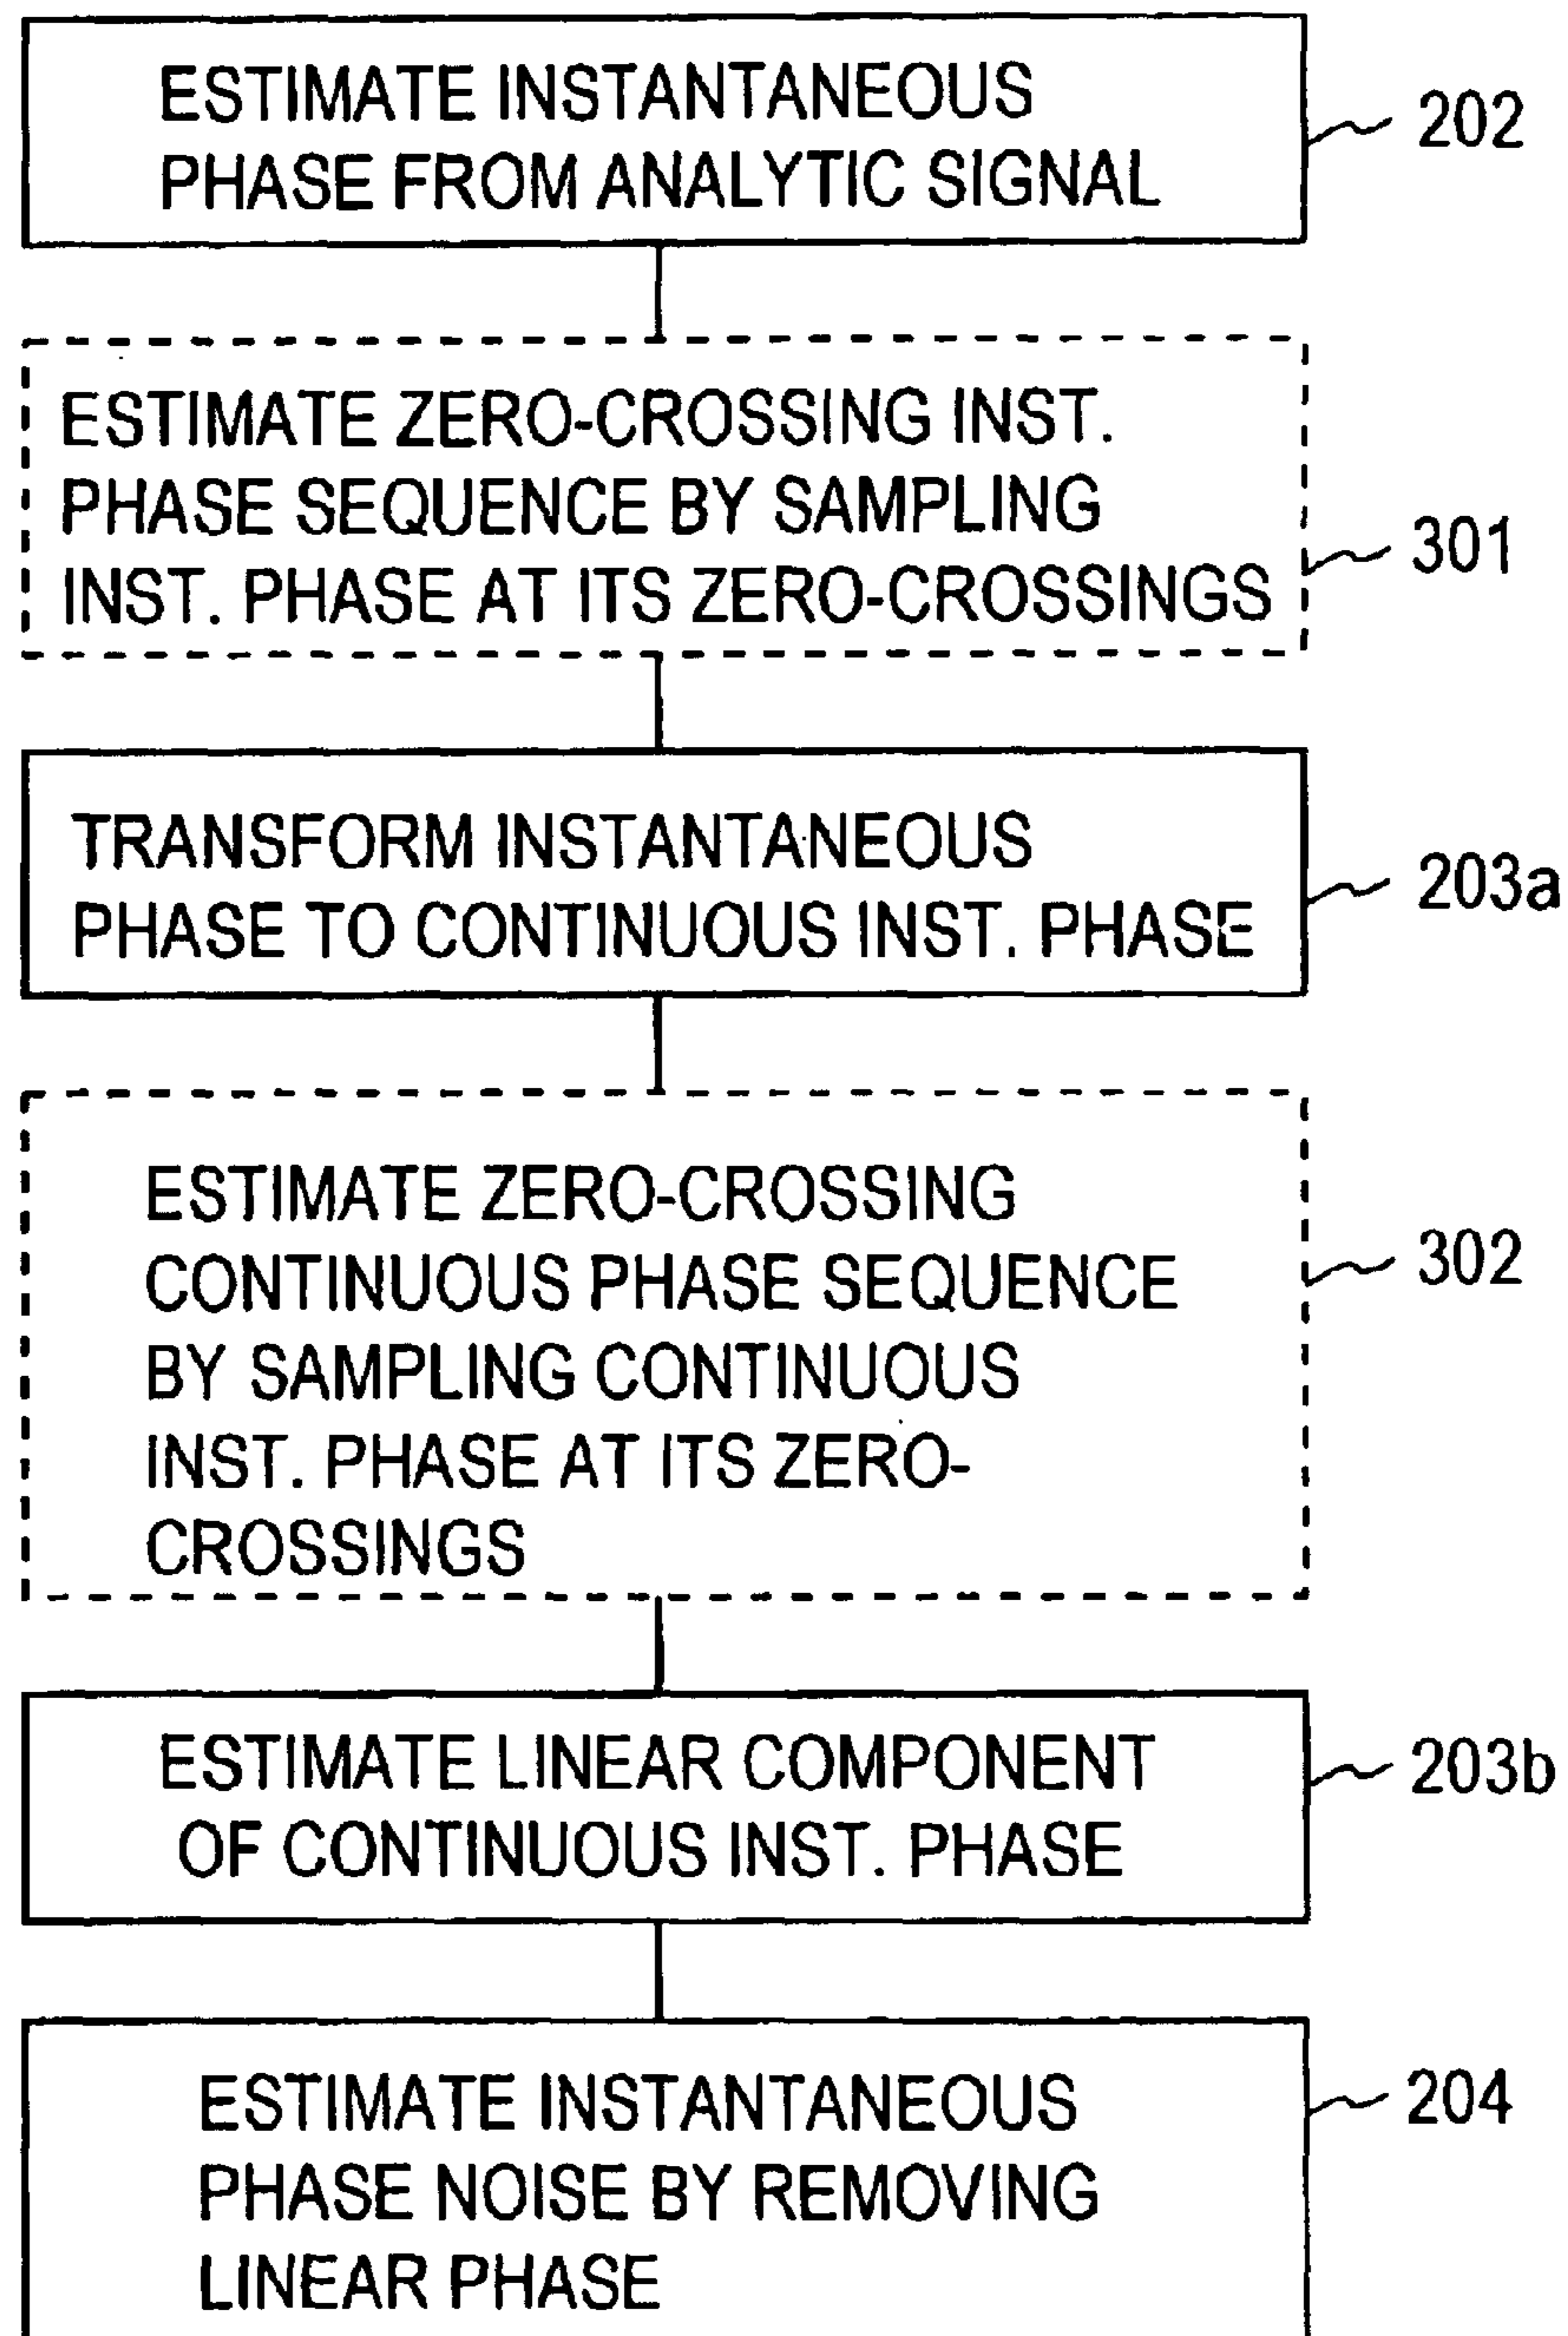 ESTIMATE INSTANTANEOUS
PHASE FROM ANALYTIC SIGNAL
202
ESTIMATE ZERO-CROSSING INST.
PHASE SEQUENCE BY SAMPLING
INST. PHASE AT ITS ZERO-CROSSINGS
301
TRANSFORM INSTANTANEOUS
PHASE TO CONTINUOUS INST. PHASE
203a
ESTIMATE ZERO-CROSSING
CONTINUOUS PHASE SEQUENCE
BY SAMPLING CONTINUOUS
INST. PHASE AT ITS ZERO-
CROSSINGS
302
ESTIMATE LINEAR COMPONENT
OF CONTINUOUS INST. PHASE
203b
ESTIMATE INSTANTANEOUS
PHASE NOISE BY REMOVING
LINEAR PHASE
204